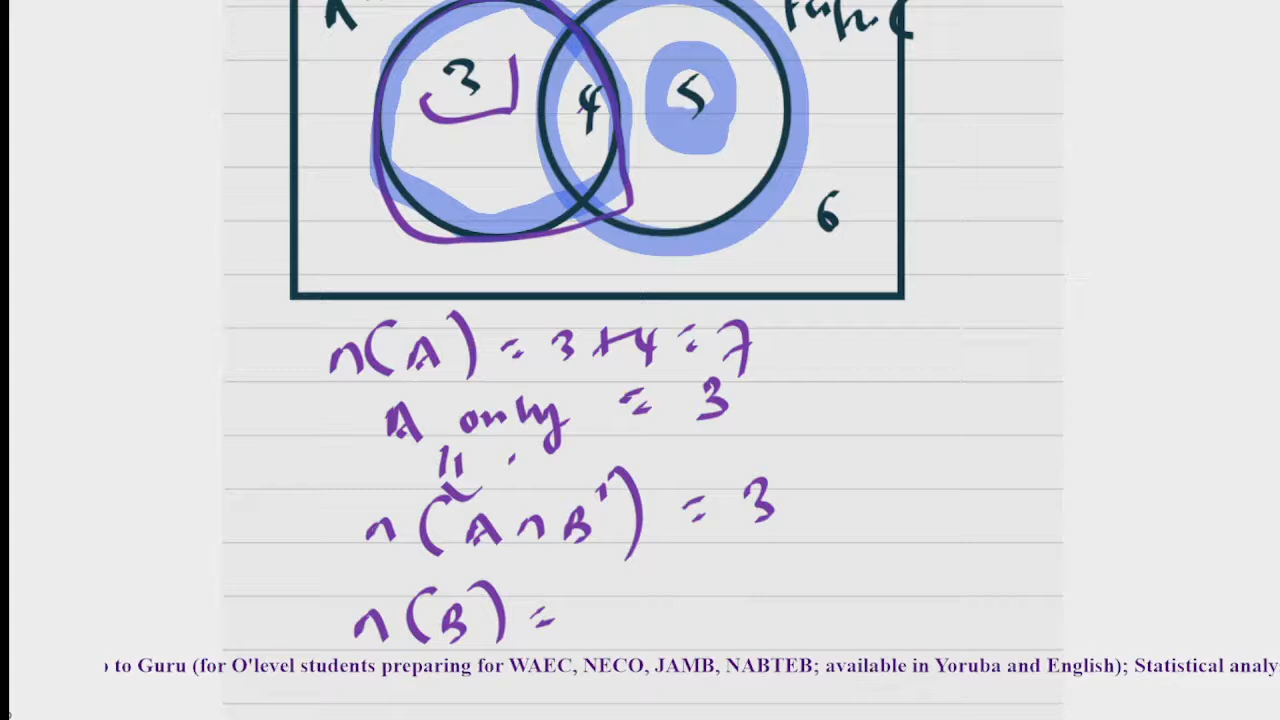 3 4 5
6
n(A) = 3+4 = 7
A only = 3
n(A∩B') = 3
n(B) =
to Guru (for O'level students preparing for WAEC, NECO, JAMB, NABTEB; available in Yoruba and English); Statistical